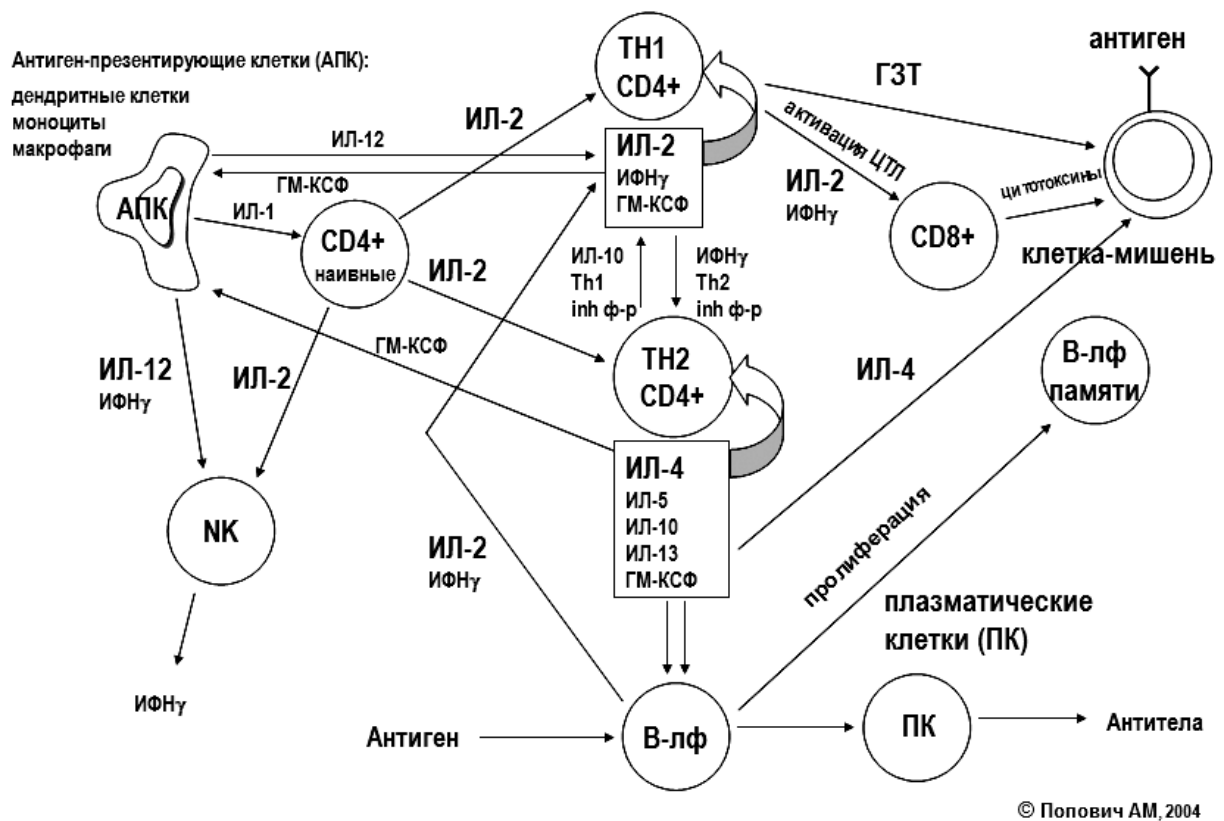 Антиген-презентирующие клетки (АПК):
дендритные клетки
моноциты
макрофаги
АПК
ИЛ-12
ГМ-КСФ
ИЛ-1
CD4+
наивные
ИЛ-2
ТН1
CD4+
ИЛ-2
ИФНγ
ГМ-КСФ
ГЗТ
активация ЦТЛ
ИЛ-2
ИФНγ
CD8+
цитотоксины
антиген
клетка-мишень
ИЛ-2
ИЛ-10
Th1
inh ф-р
ИФНγ
Th2
inh ф-р
ТН2
CD4+
ГМ-КСФ
ИЛ-12
ИФНγ
ИЛ-2
NK
ИФНγ
ИЛ-4
ИЛ-5
ИЛ-10
ИЛ-13
ГМ-КСФ
ИЛ-4
В-лф
памяти
ИЛ-2
ИФНγ
пролиферация
плазматические
клетки (ПК)
Антиген
В-лф
ПК
Антитела
© Попович АМ, 2004